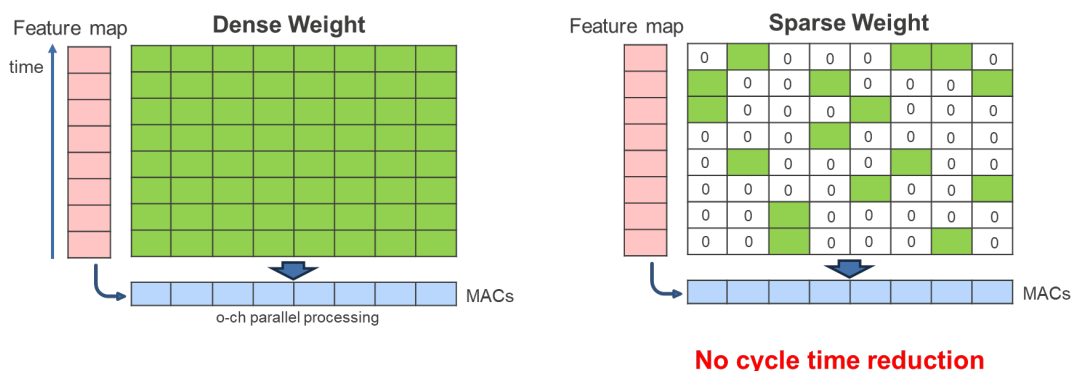 Feature map
Dense Weight
time
MACs
o-ch parallel processing
Feature map
Sparse Weight
0 0 0 0 0
0 0 0 0 0
0 0 0 0 0 0
0 0 0 0 0 0 0
0 0 0 0 0 0
0 0 0 0 0 0
0 0 0 0 0 0 0
0 0 0 0 0 0
MACs
No cycle time reduction